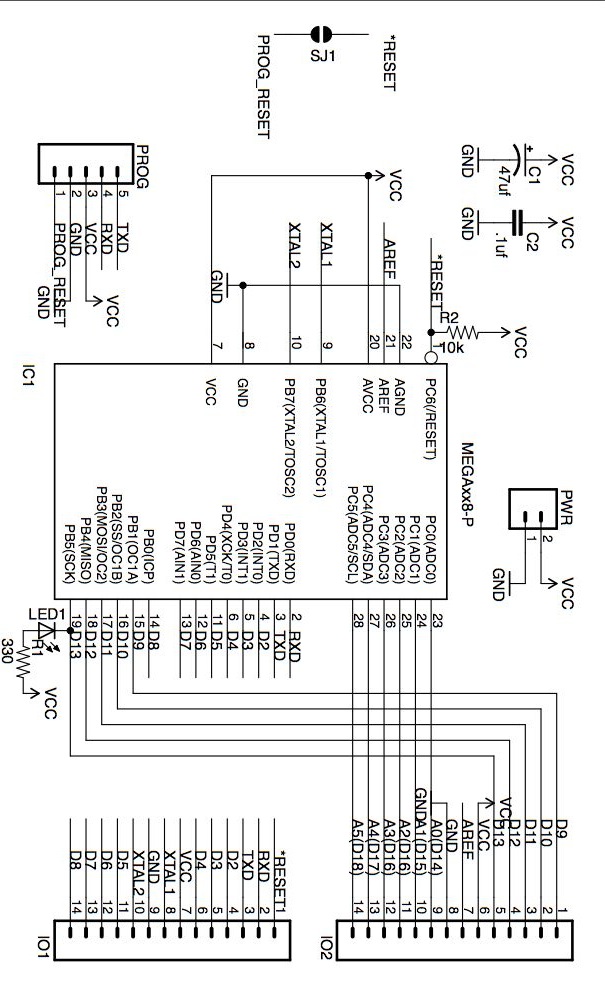 *RESET
SJ1
PROG_RESET
VCC
C1
+
47uf
GND
VCC
C2
.1uf
GND
PROG
5
4
3
2
1
TXD
RXD
VCC
GND
PROG_RESET
VCC
GND
VCC
*RESET
R2
10k
VCC
AREF
XTAL1
XTAL2
GND
1
22
21
20
9
10
8
7
IC1
MEGAxx8-P
PC6(/RESET)
AGND
AREF
AVCC
PB6(XTAL1/TOSC1)
PB7(XTAL2/TOSC2)
GND
VCC
PC0(ADC0)
PC1(ADC1)
PC2(ADC2)
PC3(ADC3)
PC4(ADC4/SDA)
PC5(ADC5/SCL)
PD0(RXD)
PD1(TXD)
PD2(INT0)
PD3(INT1)
PD4(XCK/T0)
PD5(T1)
PD6(AIN0)
PD7(AIN1)
PB0(ICP)
PB1(OC1A)
PB2(SS/OC1B)
PB3(MOSI/OC2)
PB4(MISO)
PB5(SCK)
23
24
25
26
27
28
2 RXD
3 TXD
4 D2
5 D3
6 D4
11 D5
12 D6
13 D7
14 D8
15 D9
16 D10
17 D11
18 D12
19 D13
PWR
2
1
VCC
GND
LED1
R1
330
VCC
D9 1
D10 2
D11 3
D12 4
D13 5
VCC
VCC 6
AREF 7
GND 8
A0(D14) 9
GND
A1(D15) 10
A2(D16) 11
A3(D16) 12
A4(D17) 13
A5(D18) 14
IO2
*RESET 1
RXD 2
TXD 3
D2 4
D3 5
D4 6
VCC 7
XTAL1 8
GND 9
XTAL2 10
D5 11
D6 12
D7 13
D8 14
IO1